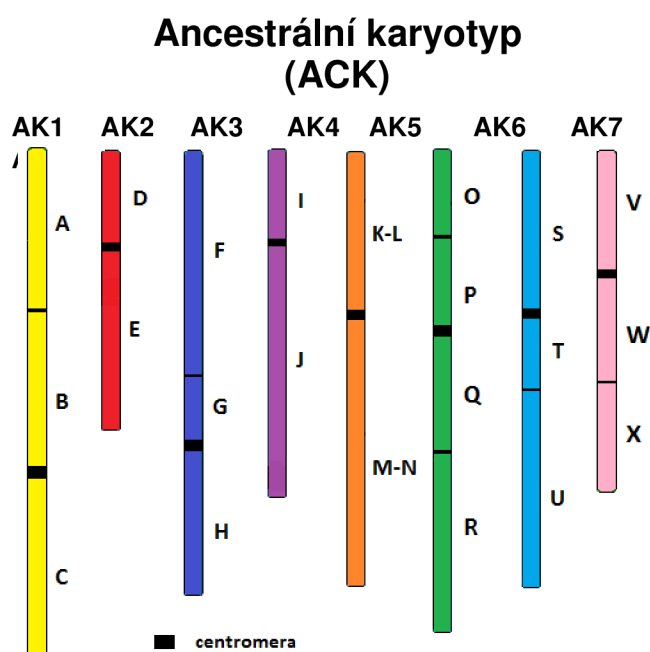 Ancestrální karyotyp
(ACK)
AK1 AK2 AK3 AK4 AK5 AK6 AK7
A
B
C
D
E
F
G
H
I
J
K-L
M-N
O
P
Q
R
S
T
U
V
W
X
centromera